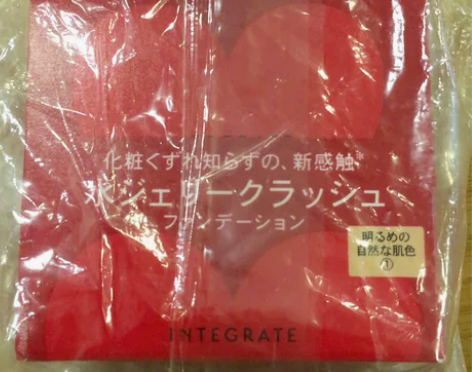 化粧くずれ知らずの、新感触*
水ジェリークラッシュ
ファンデーション
明るめの
自然な肌色
①
INTEGRATE